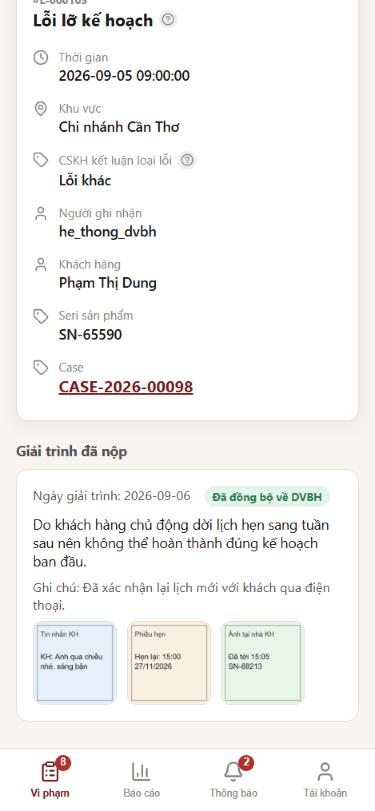 #L-000103
Lỗi lỡ kế hoạch
Thời gian
2026-09-05 09:00:00
Khu vực
Chi nhánh Cần Thơ
CSKH kết luận loại lỗi
Lỗi khác
Người ghi nhận
he_thong_dvbh
Khách hàng
Phạm Thị Dung
Seri sản phẩm
SN-65590
Case
CASE-2026-00098
Giải trình đã nộp
Ngày giải trình: 2026-09-06 Đã đồng bộ về DVBH
Do khách hàng chủ động dời lịch hẹn sang tuần
sau nên không thể hoàn thành đúng kế hoạch
ban đầu.
Ghi chú: Đã xác nhận lại lịch mới với khách qua điện
thoại.
Tin nhắn KH
KH: Anh qua chiều
nhé, sáng bận
Phiếu hẹn
Hẹn lại: 15:00
27/11/2026
Ảnh tại nhà KH
Đã tới 15:05
SN-88213
8
2
Vi phạm Báo cáo Thông báo Tài khoản